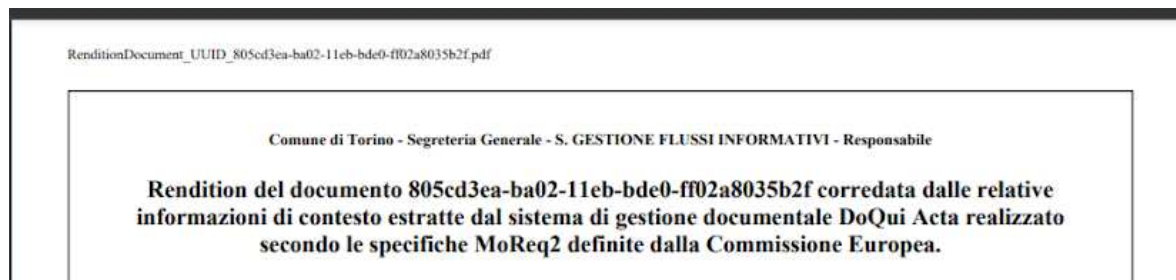 RenditionDocument_UUID_805cd3ea-ba02-11eb-bde0-ff02a8035b2f.pdf
Comune di Torino - Segreteria Generale - S. GESTIONE FLUSSI INFORMATIVI - Responsabile
Rendition del documento 805cd3ea-ba02-11eb-bde0-ff02a8035b2f corredata dalle relative
informazioni di contesto estratte dal sistema di gestione documentale DoQui Acta realizzato
secondo le specifiche MoReq2 definite dalla Commissione Europea.